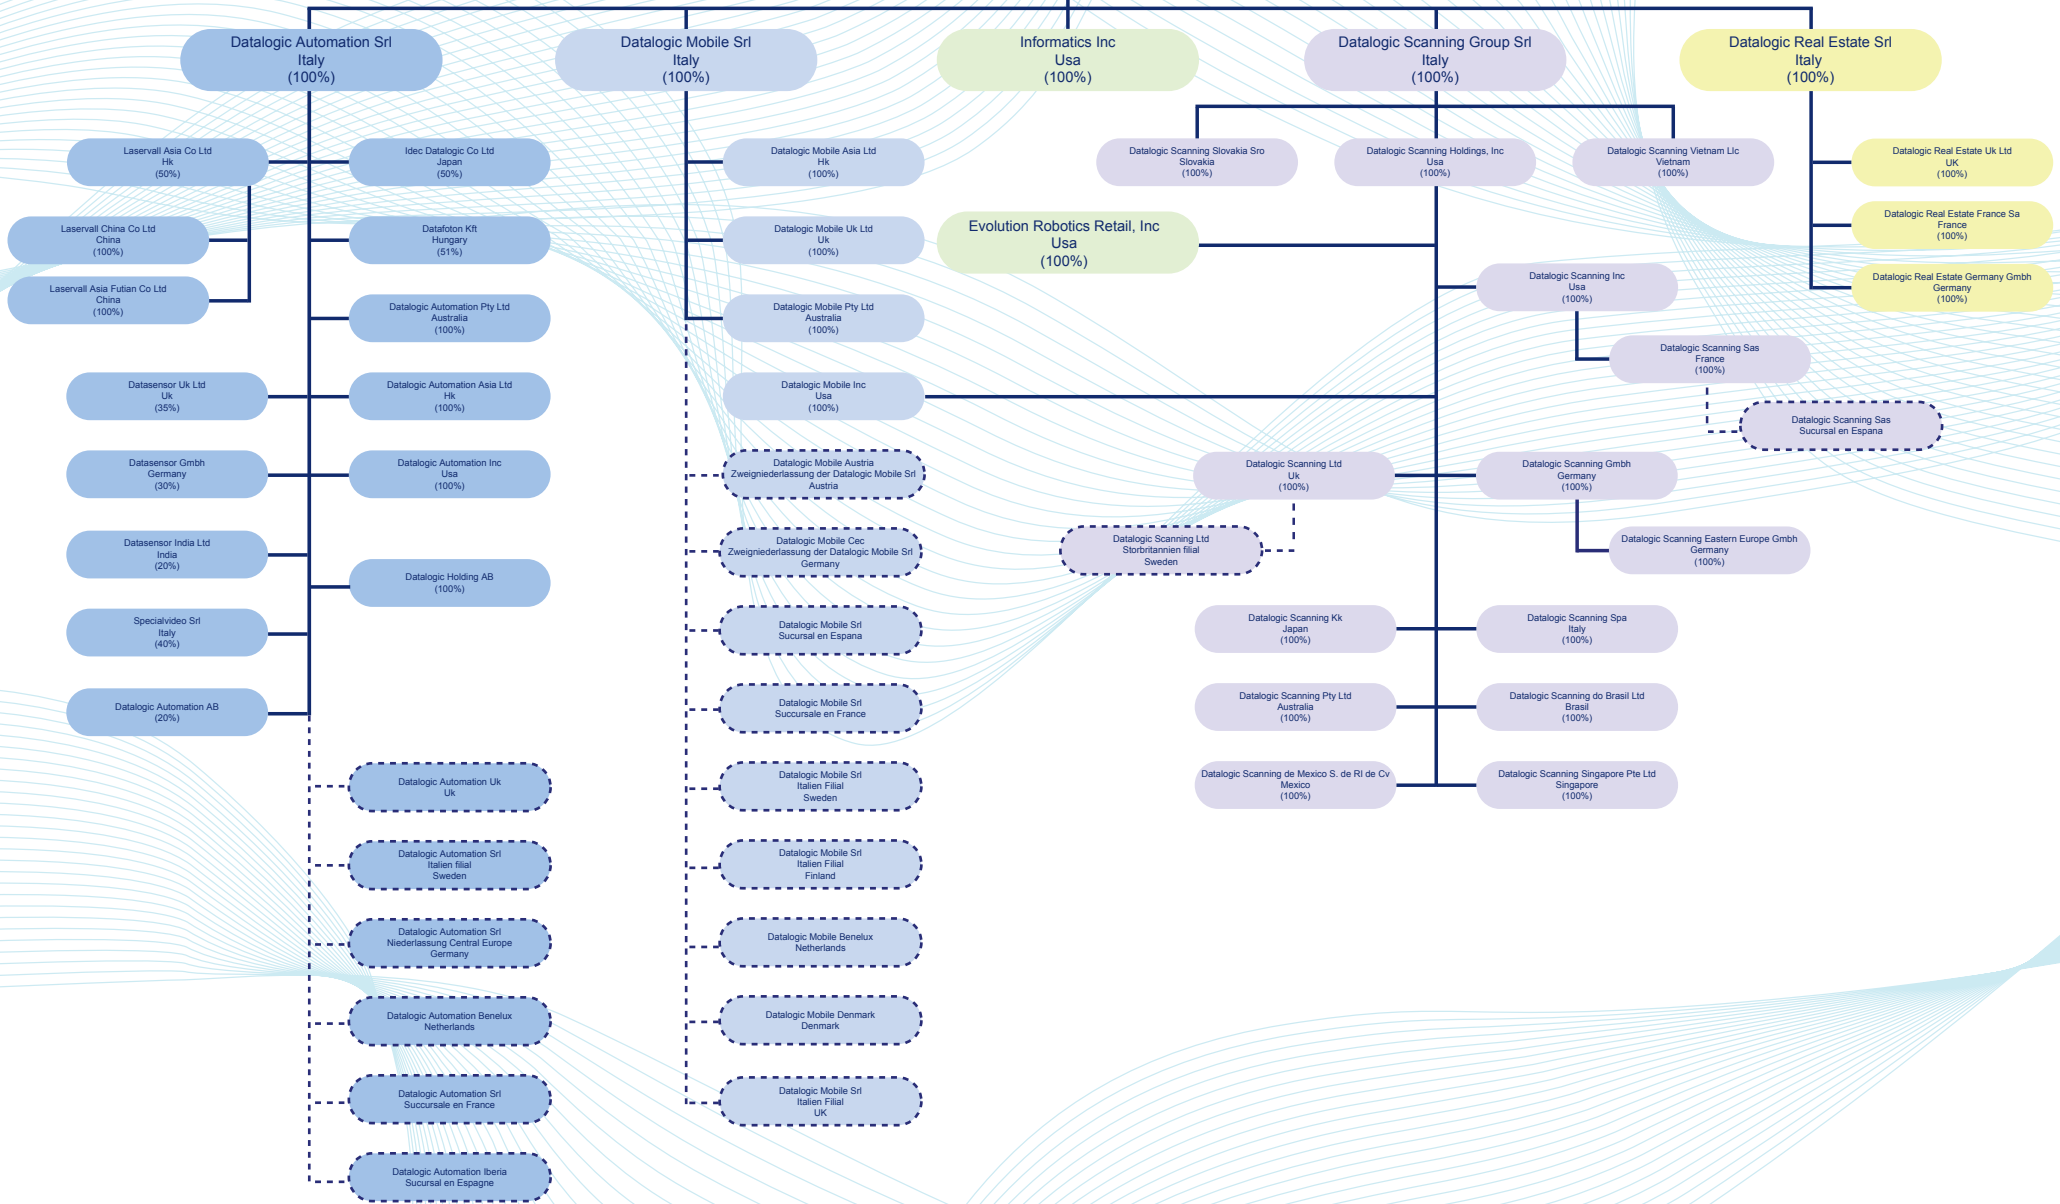 Datalogic Automation Srl
Italy
(100%)
Datalogic Mobile Srl
Italy
(100%)
Informatics Inc
Usa
(100%)
Datalogic Scanning Group Srl
Italy
(100%)
Datalogic Real Estate Srl
Italy
(100%)
Laservall Asia Co Ltd
Hk
(50%)
Idec Datalogic Co Ltd
Japan
(50%)
Laservall China Co Ltd
China
(100%)
Datafoton Kft
Hungary
(51%)
Laservall Asia Futian Co Ltd
China
(100%)
Datalogic Automation Pty Ltd
Australia
(100%)
Datasensor Uk Ltd
Uk
(35%)
Datalogic Automation Asia Ltd
Hk
(100%)
Datasensor Gmbh
Germany
(30%)
Datalogic Automation Inc
Usa
(100%)
Datasensor India Ltd
India
(20%)
Datalogic Holding AB
(100%)
Specialvideo Srl
Italy
(40%)
Datalogic Automation AB
(20%)
Datalogic Automation Uk
Uk
Datalogic Automation Srl
Italien filial
Sweden
Datalogic Automation Srl
Niederlassung Central Europe
Germany
Datalogic Automation Benelux
Netherlands
Datalogic Automation Srl
Succursale en France
Datalogic Automation Iberia
Sucursal en Espagne
Datalogic Mobile Asia Ltd
Hk
(100%)
Datalogic Mobile Uk Ltd
Uk
(100%)
Datalogic Mobile Pty Ltd
Australia
(100%)
Datalogic Mobile Inc
Usa
(100%)
Datalogic Mobile Austria
Zweigniederlassung der Datalogic Mobile Srl
Austria
Datalogic Mobile Cec
Zweigniederlassung der Datalogic Mobile Srl
Germany
Datalogic Mobile Srl
Sucursal en Espana
Datalogic Mobile Srl
Succursale en France
Datalogic Mobile Srl
Italien Filial
Sweden
Datalogic Mobile Srl
Italien Filial
Finland
Datalogic Mobile Benelux
Netherlands
Datalogic Mobile Denmark
Denmark
Datalogic Mobile Srl
Italien Filial
UK
Datalogic Scanning Slovakia Sro
Slovakia
(100%)
Datalogic Scanning Holdings, Inc
Usa
(100%)
Datalogic Scanning Vietnam Llc
Vietnam
(100%)
Evolution Robotics Retail, Inc
Usa
(100%)
Datalogic Scanning Inc
Usa
(100%)
Datalogic Scanning Sas
France
(100%)
Datalogic Scanning Sas
Sucursal en Espana
Datalogic Scanning Ltd
Uk
(100%)
Datalogic Scanning Gmbh
Germany
(100%)
Datalogic Scanning Ltd
Storbritannien filial
Sweden
Datalogic Scanning Eastern Europe Gmbh
Germany
(100%)
Datalogic Scanning Kk
Japan
(100%)
Datalogic Scanning Spa
Italy
(100%)
Datalogic Scanning Pty Ltd
Australia
(100%)
Datalogic Scanning do Brasil Ltd
Brasil
(100%)
Datalogic Scanning de Mexico S. de Rl de Cv
Mexico
(100%)
Datalogic Scanning Singapore Pte Ltd
Singapore
(100%)
Datalogic Real Estate Uk Ltd
UK
(100%)
Datalogic Real Estate France Sa
France
(100%)
Datalogic Real Estate Germany Gmbh
Germany
(100%)